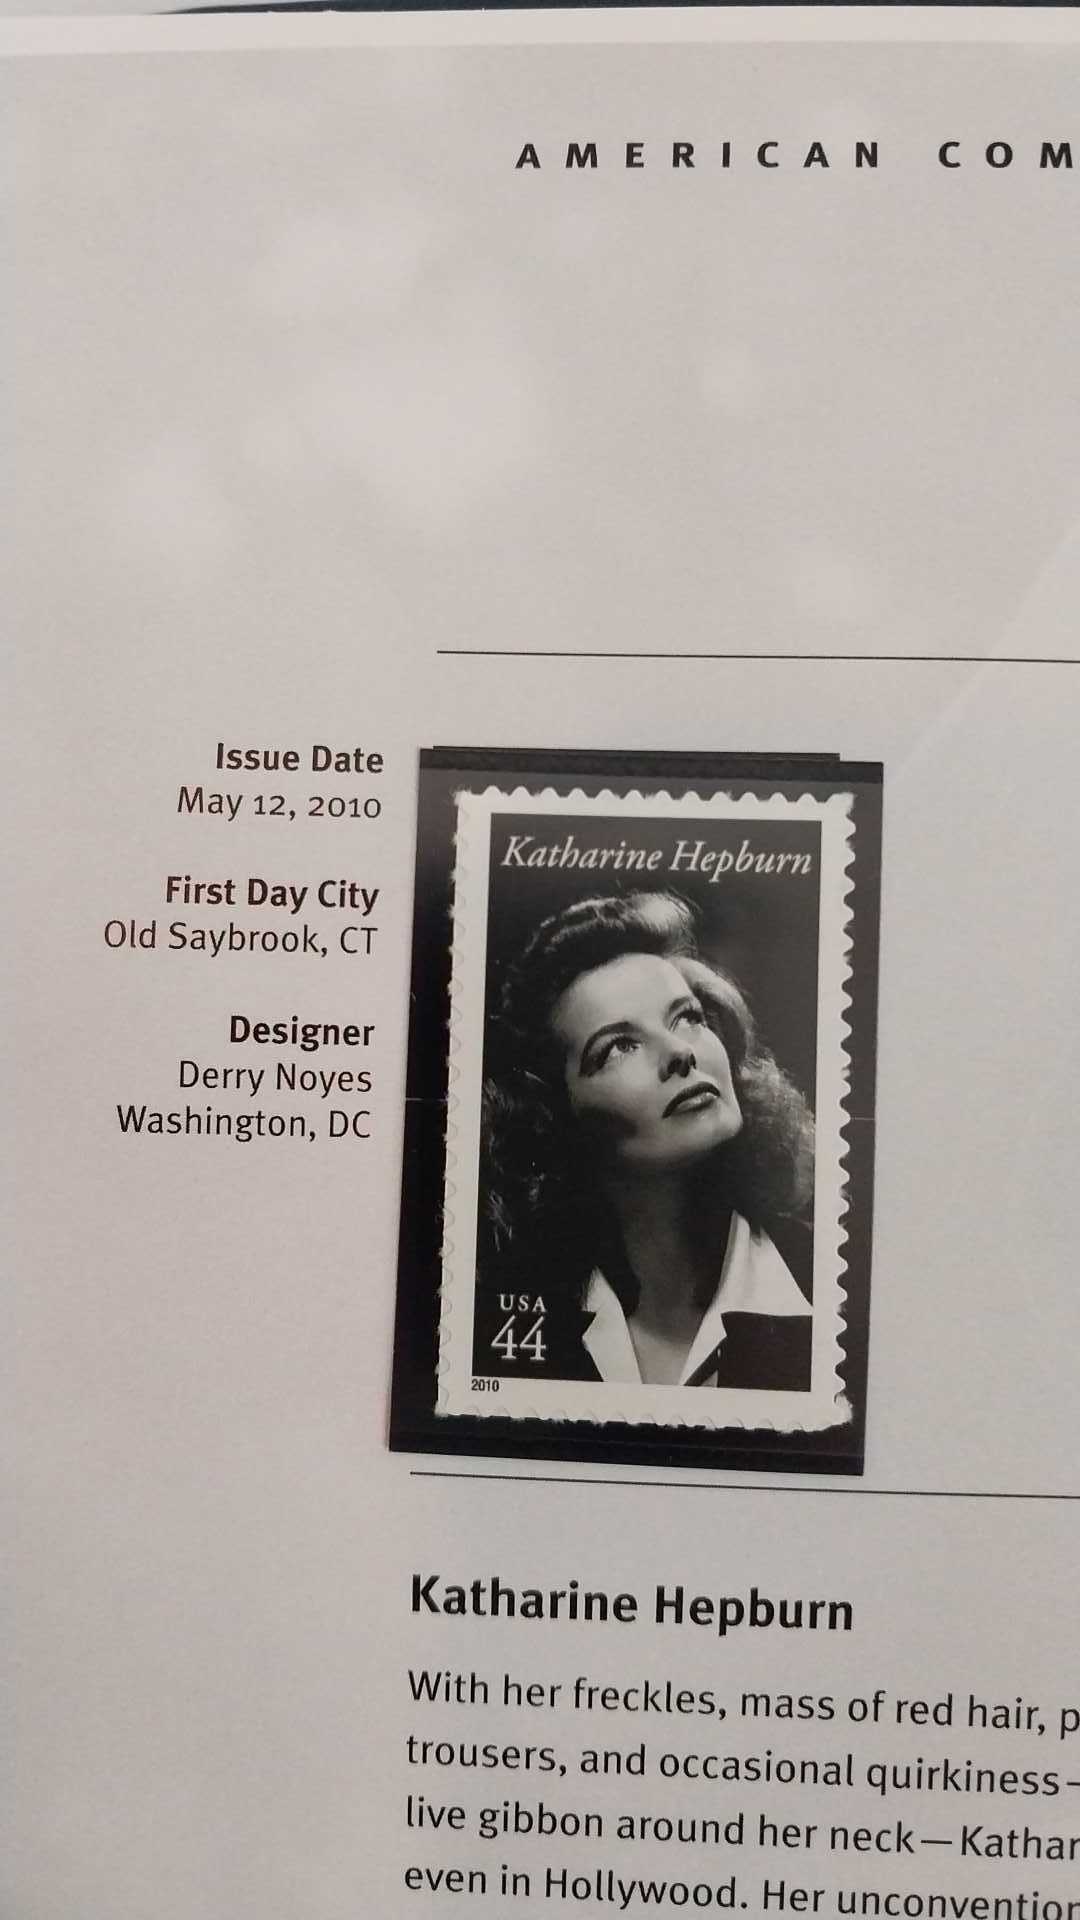 AMERICAN COM
Issue Date
May 12, 2010
First Day City
Old Saybrook, CT
Designer
Derry Noyes
Washington, DC
Katharine Hepburn
USA
44
2010
Katharine Hepburn
With her freckles, mass of red hair, p
trousers, and occasional quirkiness–
live gibbon around her neck—Kathar
even in Hollywood. Her unconvention